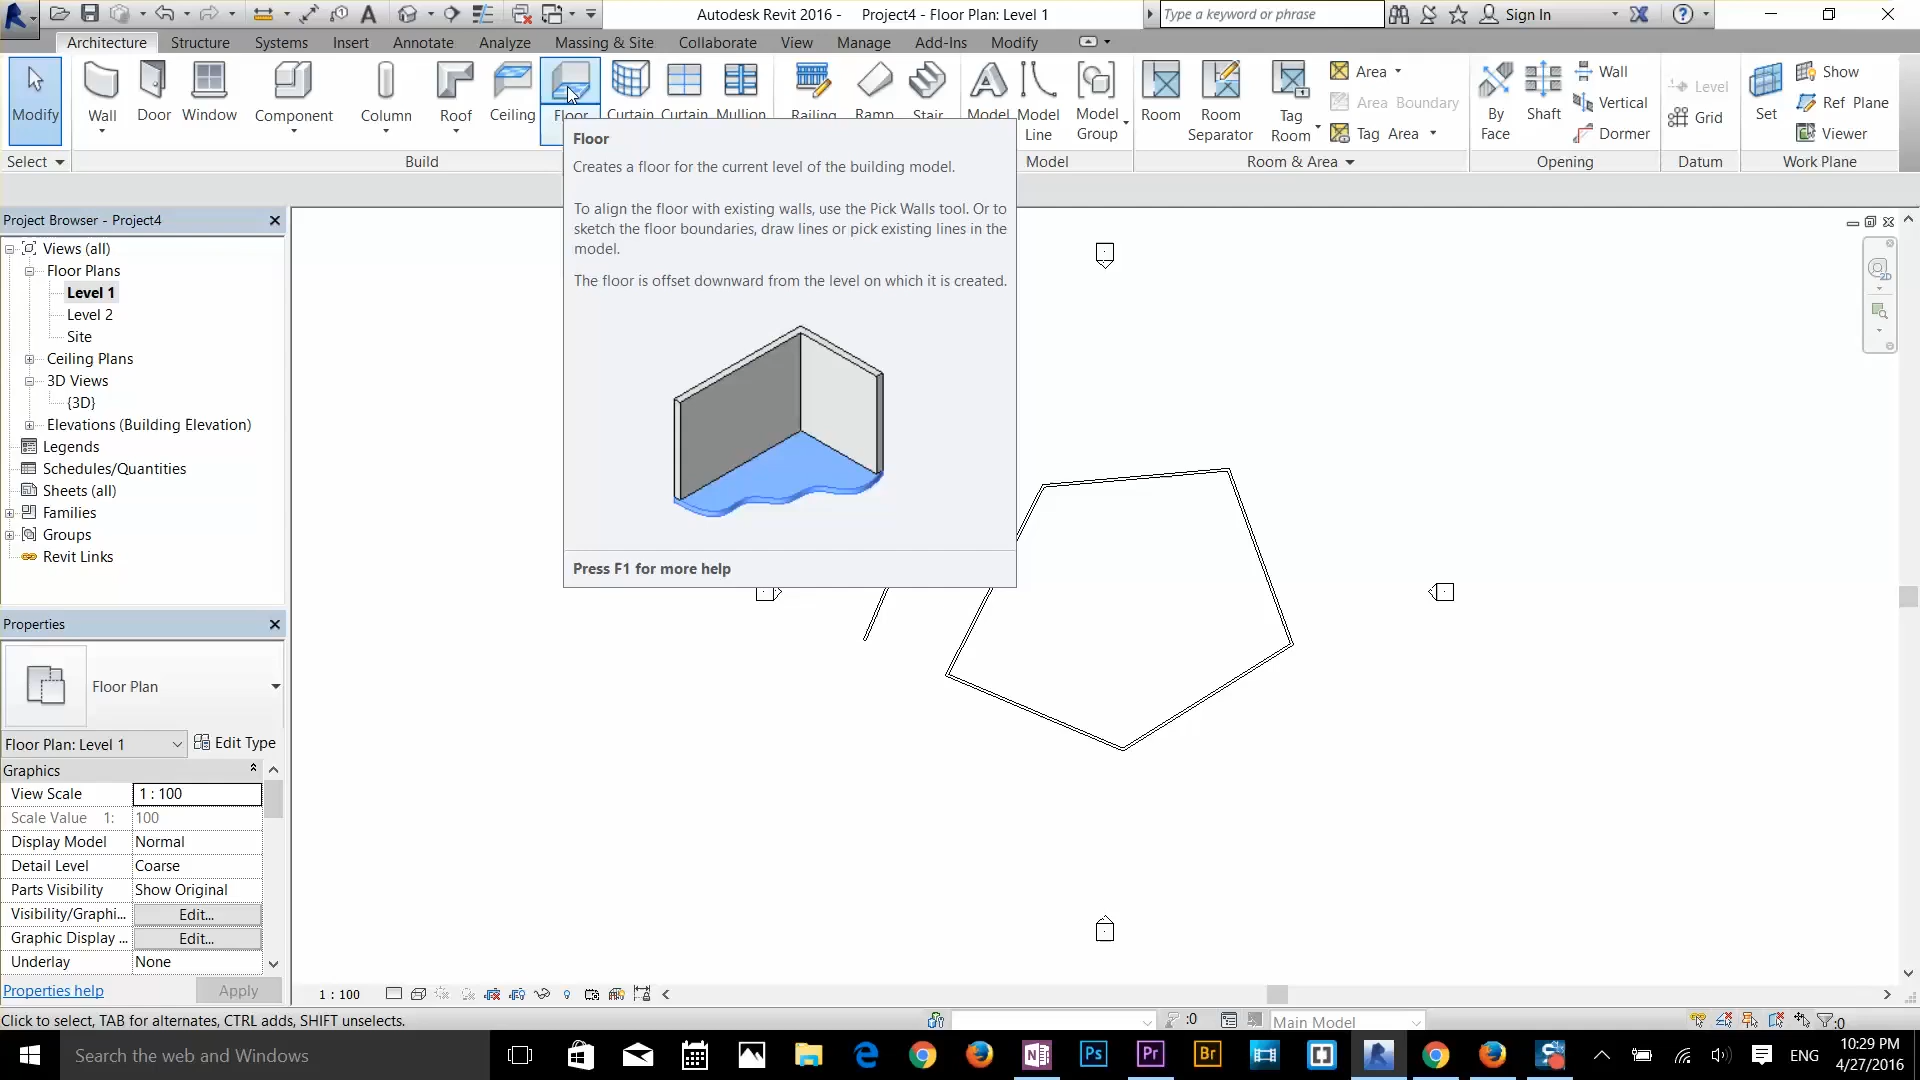 Autodesk Revit 2016 - Project4 - Floor Plan: Level 1
Type a keyword or phrase
Sign In
Architecture Structure Systems Insert Annotate Analyze Massing & Site Collaborate View Manage Add-Ins Modify
Modify
Wall
Door
Window
Component
Column
Roof
Ceiling
Floor
Curtain
Curtain
Mullion
Railing
Ramp
Stair
Model
Model
Line
Model
Group
Room
Room
Separator
Tag
Room
Area
Area Boundary
Tag Area
By
Face
Shaft
Wall
Vertical
Dormer
Level
Grid
Set
Show
Ref Plane
Viewer
Select
Build
Model
Room & Area
Opening
Datum
Work Plane
Floor
Creates a floor for the current level of the building model.
To align the floor with existing walls, use the Pick Walls tool. Or to
sketch the floor boundaries, draw lines or pick existing lines in the
model.
The floor is offset downward from the level on which it is created.
Press F1 for more help
Project Browser - Project4
Views (all)
Floor Plans
Level 1
Level 2
Site
Ceiling Plans
3D Views
{3D}
Elevations (Building Elevation)
Legends
Schedules/Quantities
Sheets (all)
Families
Groups
Revit Links
2D
Properties
Floor Plan
Floor Plan: Level 1
Edit Type
Graphics
View Scale 1 : 100
Scale Value 1: 100
Display Model Normal
Detail Level Coarse
Parts Visibility Show Original
Visibility/Graphi... Edit...
Graphic Display ... Edit...
Underlay None
Properties help
Apply
1 : 100
Click to select, TAB for alternates, CTRL adds, SHIFT unselects.
:0
Main Model
:0
Search the web and Windows
Ps
Pr
Br
ENG
10:29 PM
4/27/2016